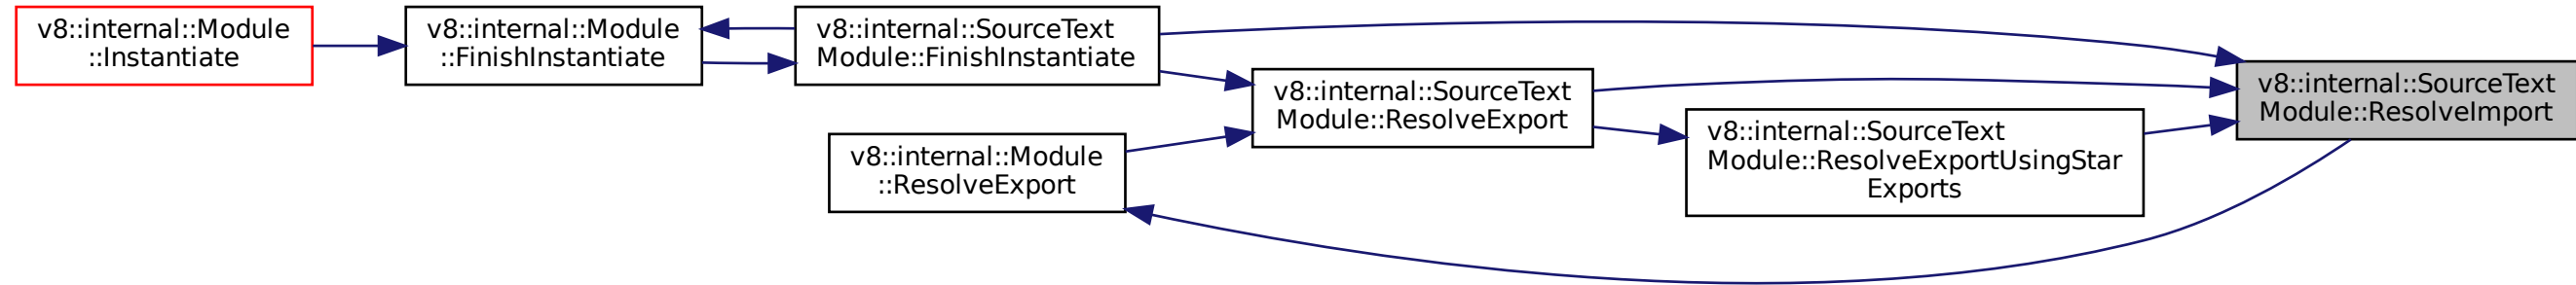 v8::internal::Module
::Instantiate
v8::internal::Module
::FinishInstantiate
v8::internal::SourceText
Module::FinishInstantiate
v8::internal::Module
::ResolveExport
v8::internal::SourceText
Module::ResolveExport
v8::internal::SourceText
Module::ResolveExportUsingStar
Exports
v8::internal::SourceText
Module::ResolveImport